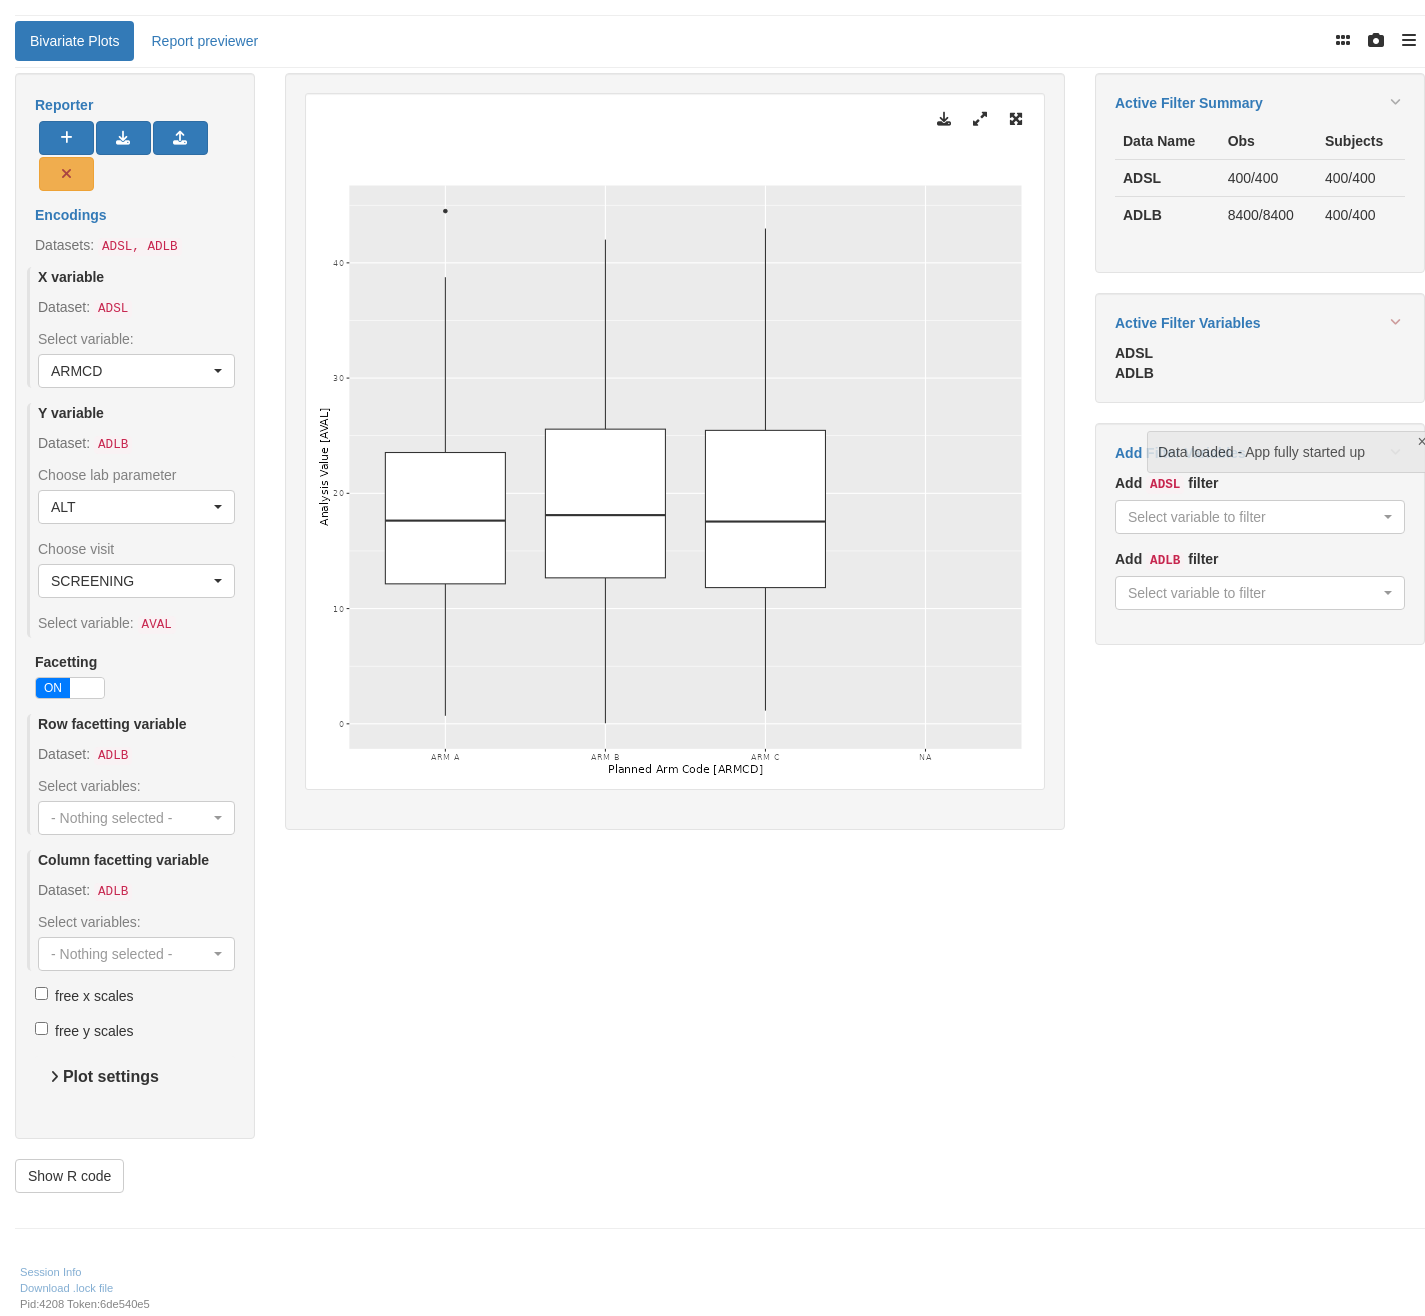 Bivariate Plots
Report previewer
Reporter
Encodings
Datasets: ADSL, ADLB
X variable
Dataset: ADSL
Select variable:
ARMCD
Y variable
Dataset: ADLB
Choose lab parameter
ALT
Choose visit
SCREENING
Select variable: AVAL
Facetting
ON
Row facetting variable
Dataset: ADLB
Select variables:
- Nothing selected -
Column facetting variable
Dataset: ADLB
Select variables:
- Nothing selected -
free x scales
free y scales
Plot settings
Show R code
Analysis Value [AVAL]
40
30
20
10
0
ARM A ARM B ARM C NA
Planned Arm Code [ARMCD]
Active Filter Summary
Data Name Obs Subjects
ADSL 400/400 400/400
ADLB 8400/8400 400/400
Active Filter Variables
ADSL
ADLB
Add
Data loaded - App fully started up
Add ADSL filter
Select variable to filter
Add ADLB filter
Select variable to filter
Session Info
Download .lock file
Pid:4208 Token:6de540e5